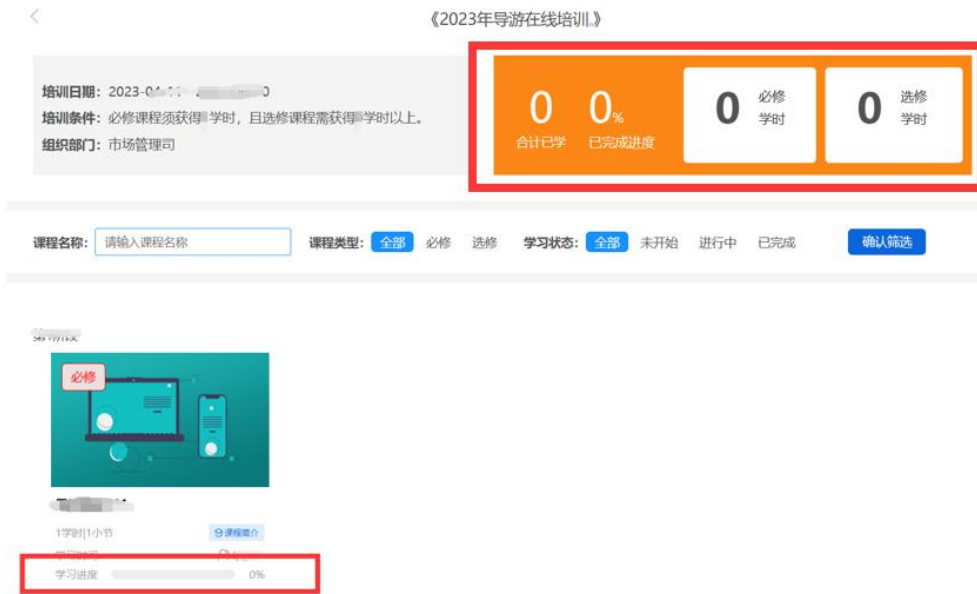 《2023年导游在线培训》
培训日期: 2023-0
培训条件: 必修课程须获得 学时，且选修课程需获得 学时以上。
组织部门: 市场管理司
0 合计已学
0% 已完成进度
0 必修学时
0 选修学时
课程名称: 请输入课程名称 课程类型: 全部 必修 选修 学习状态: 全部 未开始 进行中 已完成 确认筛选
必修
1学时|1小节 课程简介
学习进度 0%